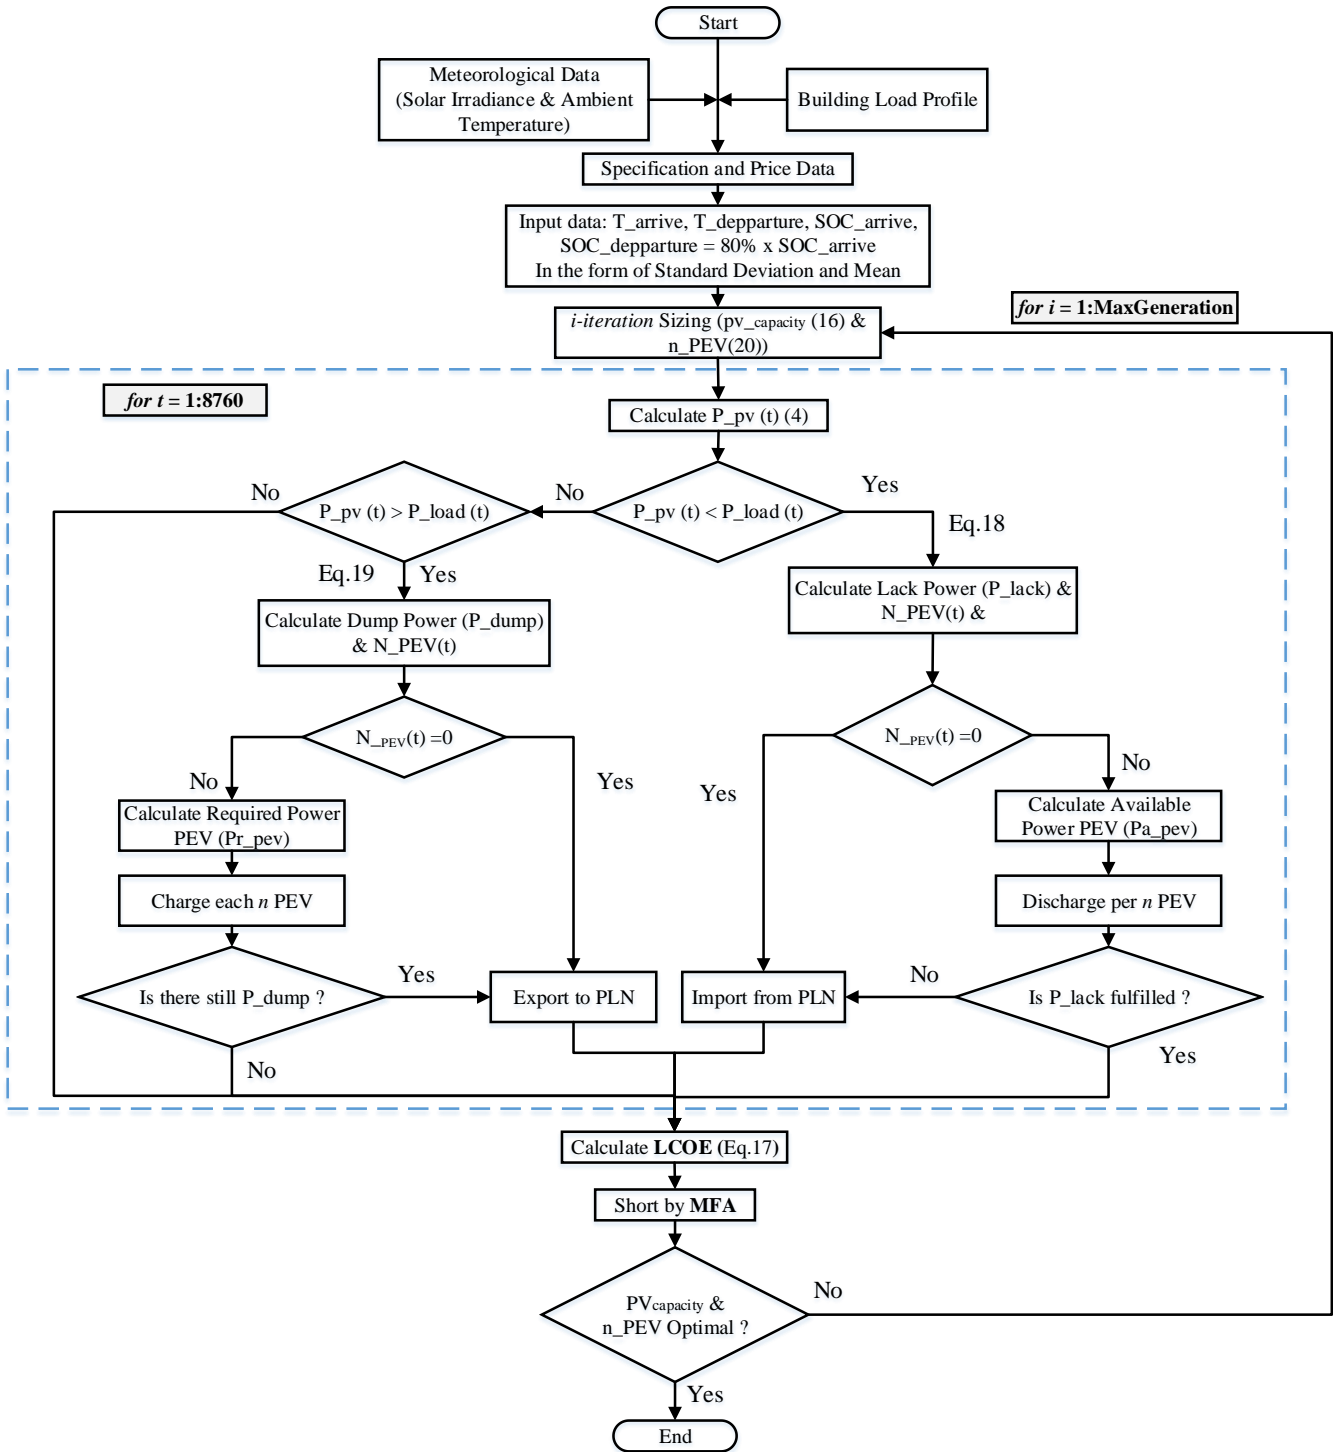 Start
Meteorological Data
(Solar Irradiance & Ambient
Temperature)
Building Load Profile
Specification and Price Data
Input data: T_arrive, T_depparture, SOC_arrive,
SOC_depparture = 80% x SOC_arrive
In the form of Standard Deviation and Mean
for i = 1:MaxGeneration
i-iteration Sizing (pv_capacity (16) &
n_PEV(20))
for t = 1:8760
Calculate P_pv (t) (4)
No
No
Yes
P_pv (t) > P_load (t)
P_pv (t) < P_load (t)
Eq.18
Eq.19
Yes
Calculate Lack Power (P_lack) &
N_PEV(t) &
Calculate Dump Power (P_dump)
& N_PEV(t)
N_PEV(t) =0
N_PEV(t) =0
No
Yes
Yes
No
Calculate Required Power
PEV (Pr_pev)
Calculate Available
Power PEV (Pa_pev)
Charge each n PEV
Discharge per n PEV
Yes
No
Is there still P_dump ?
Export to PLN
Import from PLN
Is P_lack fulfilled ?
No
Yes
Calculate LCOE (Eq.17)
Short by MFA
No
PVcapacity &
n_PEV Optimal ?
Yes
End